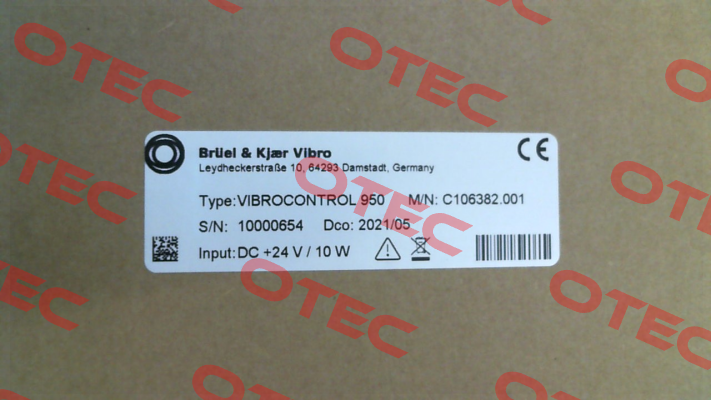 OTEC
OTEC
OTEC
OTEC
Brüel & Kjær Vibro
Leydheckerstraße 10, 64293 Damstadt, Germany
CE
Type: VIBROCONTROL 950 M/N: C106382.001
S/N: 10000654 Dco: 2021/05
Input: DC +24 V / 10 W
OTEC
OTEC
OTEC
OTEC
OTEC